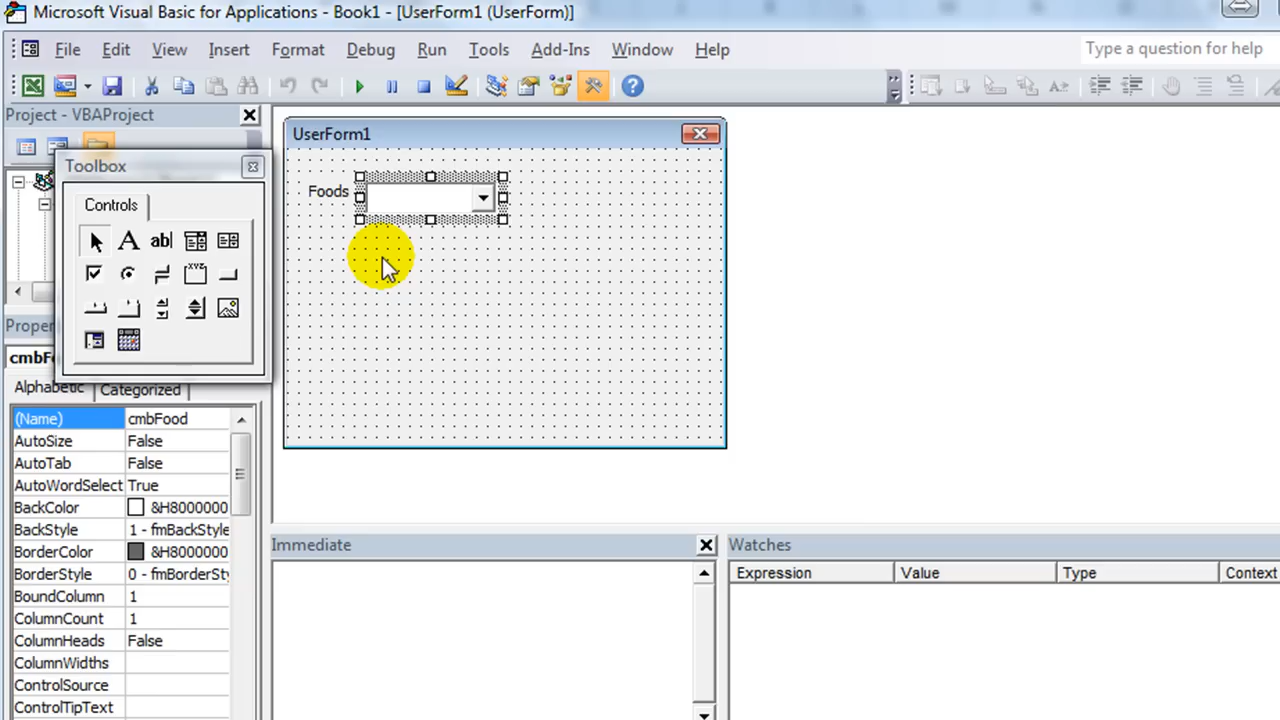 Microsoft Visual Basic for Applications - Book1 - [UserForm1 (UserForm)]
File Edit View Insert Format Debug Run Tools Add-Ins Window Help
Type a question for help
Project - VBAProject
UserForm1
Toolbox
Foods
Controls
A ab|
XYZ
cmbFood
Alphabetic Categorized
(Name) cmbFood
AutoSize False
AutoTab False
AutoWordSelect True
BackColor &H8000000
BackStyle 1 - fmBackStyle
BorderColor &H8000000
BorderStyle 0 - fmBorderSty
BoundColumn 1
ColumnCount 1
ColumnHeads False
ColumnWidths
ControlSource
ControlTipText
Immediate
Watches
Expression Value Type Context